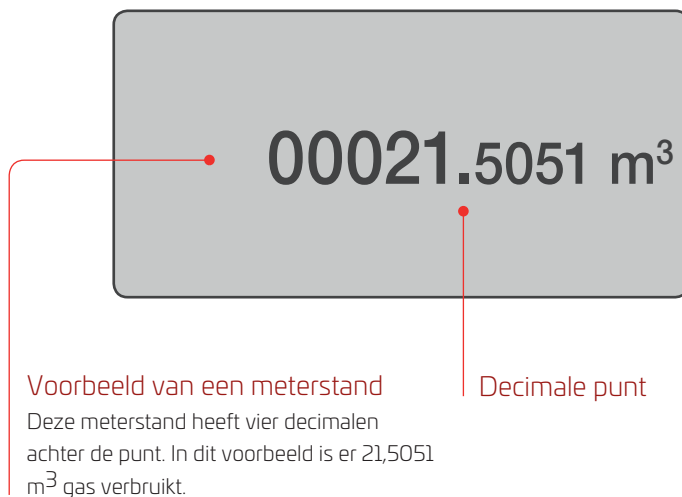 00021.5051 m³
Voorbeeld van een meterstand
Deze meterstand heeft vier decimalen
achter de punt. In dit voorbeeld is er 21,5051
m³ gas verbruikt.
Decimale punt